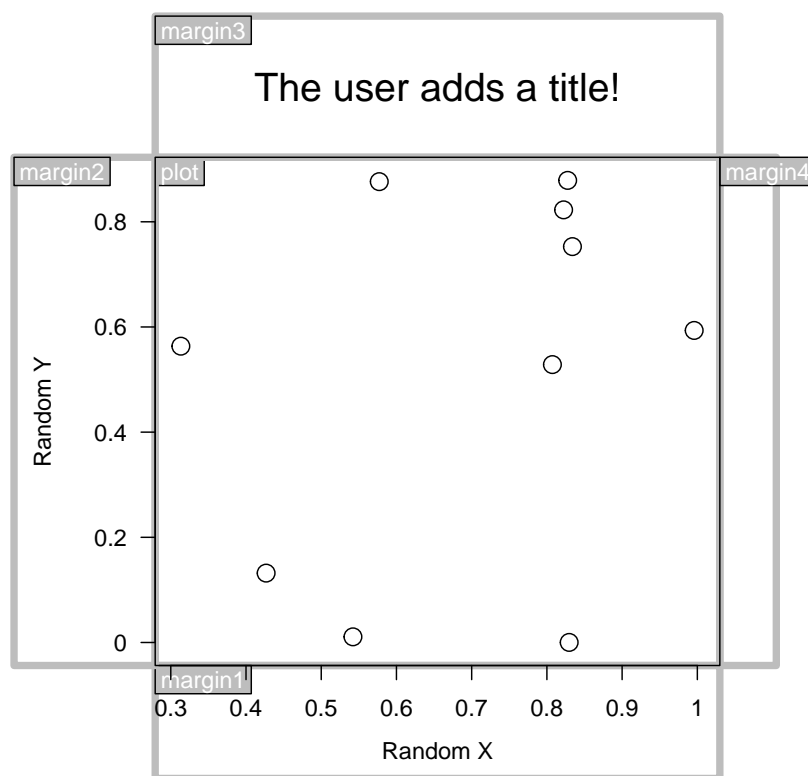 margin3
The user adds a title!
margin2
plot
margin4
0.8
0.6
0.4
0.2
0
Random Y
margin1
0.3 0.4 0.5 0.6 0.7 0.8 0.9 1
Random X